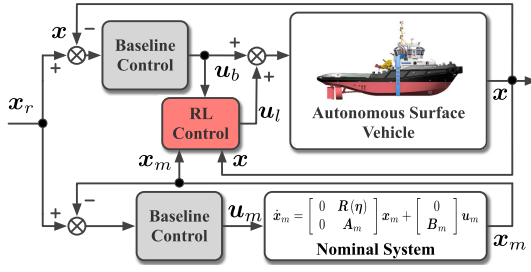 x
−
+
Baseline
Control
u_b
+
+
x_r
RL
Control
u_l
Autonomous Surface
Vehicle
x
x_m
x
−
+
Baseline
Control
u_m
ẋ_m = [ 0 R(η) ; 0 A_m ] x_m + [ 0 ; B_m ] u_m
Nominal System
x_m